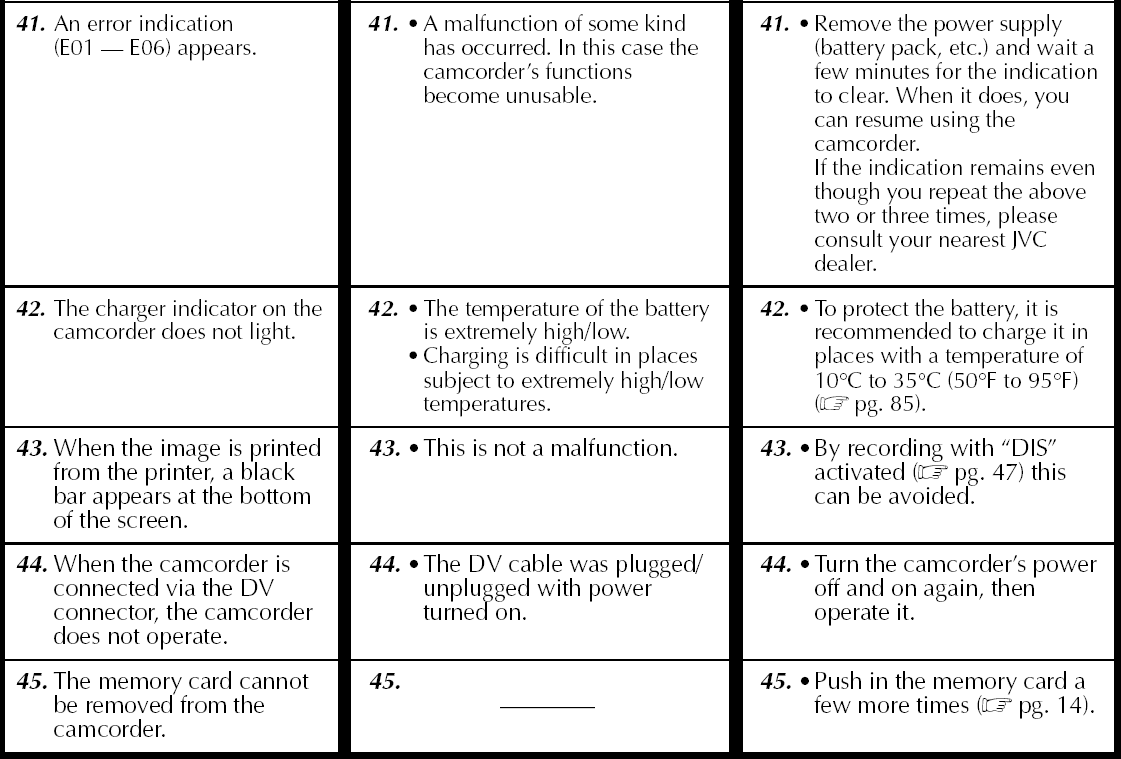 41. An error indication
(E01 — E06) appears.
41. • A malfunction of some kind
has occurred. In this case the
camcorder's functions
become unusable.
41. • Remove the power supply
(battery pack, etc.) and wait a
few minutes for the indication
to clear. When it does, you
can resume using the
camcorder.
If the indication remains even
though you repeat the above
two or three times, please
consult your nearest JVC
dealer.
42. The charger indicator on the
camcorder does not light.
42. • The temperature of the battery
is extremely high/low.
• Charging is difficult in places
subject to extremely high/low
temperatures.
42. • To protect the battery, it is
recommended to charge it in
places with a temperature of
10°C to 35°C (50°F to 95°F)
(☞ pg. 85).
43. When the image is printed
from the printer, a black
bar appears at the bottom
of the screen.
43. • This is not a malfunction.
43. • By recording with “DIS”
activated (☞ pg. 47) this
can be avoided.
44. When the camcorder is
connected via the DV
connector, the camcorder
does not operate.
44. • The DV cable was plugged/
unplugged with power
turned on.
44. • Turn the camcorder's power
off and on again, then
operate it.
45. The memory card cannot
be removed from the
camcorder.
45.
45. • Push in the memory card a
few more times (☞ pg. 14).